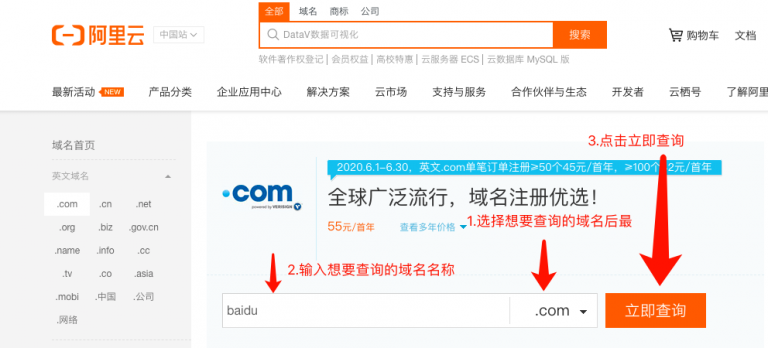 全部 域名 商标 公司
阿里云 中国站 DataV数据可视化 搜索 购物车 文档
软件著作权登记 | 会员权益 | 高校特惠 | 云服务器 ECS | 云数据库 MySQL 版
最新活动 NEW 产品分类 企业应用中心 解决方案 云市场 支持与服务 合作伙伴与生态 开发者 云栖号 了解阿里
域名首页
英文域名
.com .cn .net
.org .biz .gov.cn
.name .info .cc
.tv .co .asia
.mobi .中国 .公司
.网络
3.点击立即查询
2020.6.1-6.30，英文.com单笔订单注册≥50个45元/首年，≥100个 2元/首年
.com
powered by VERISIGN
全球广泛流行，域名注册优选！
55元/首年 查看多年价格
1.选择想要查询的域名后最
2.输入想要查询的域名名称
baidu .com 立即查询